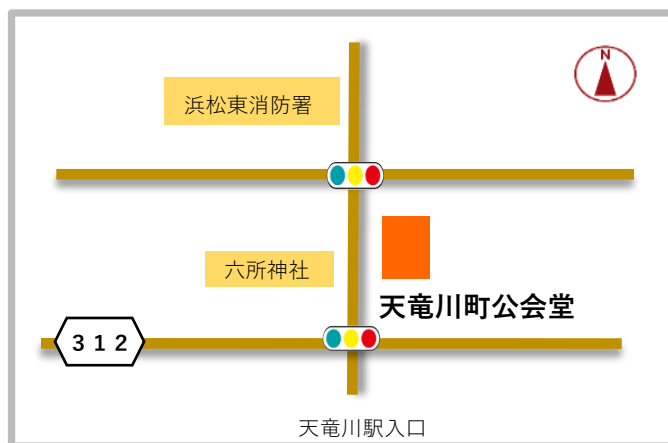 N
浜松東消防署
六所神社
天竜川町公会堂
３１２
天竜川駅入口